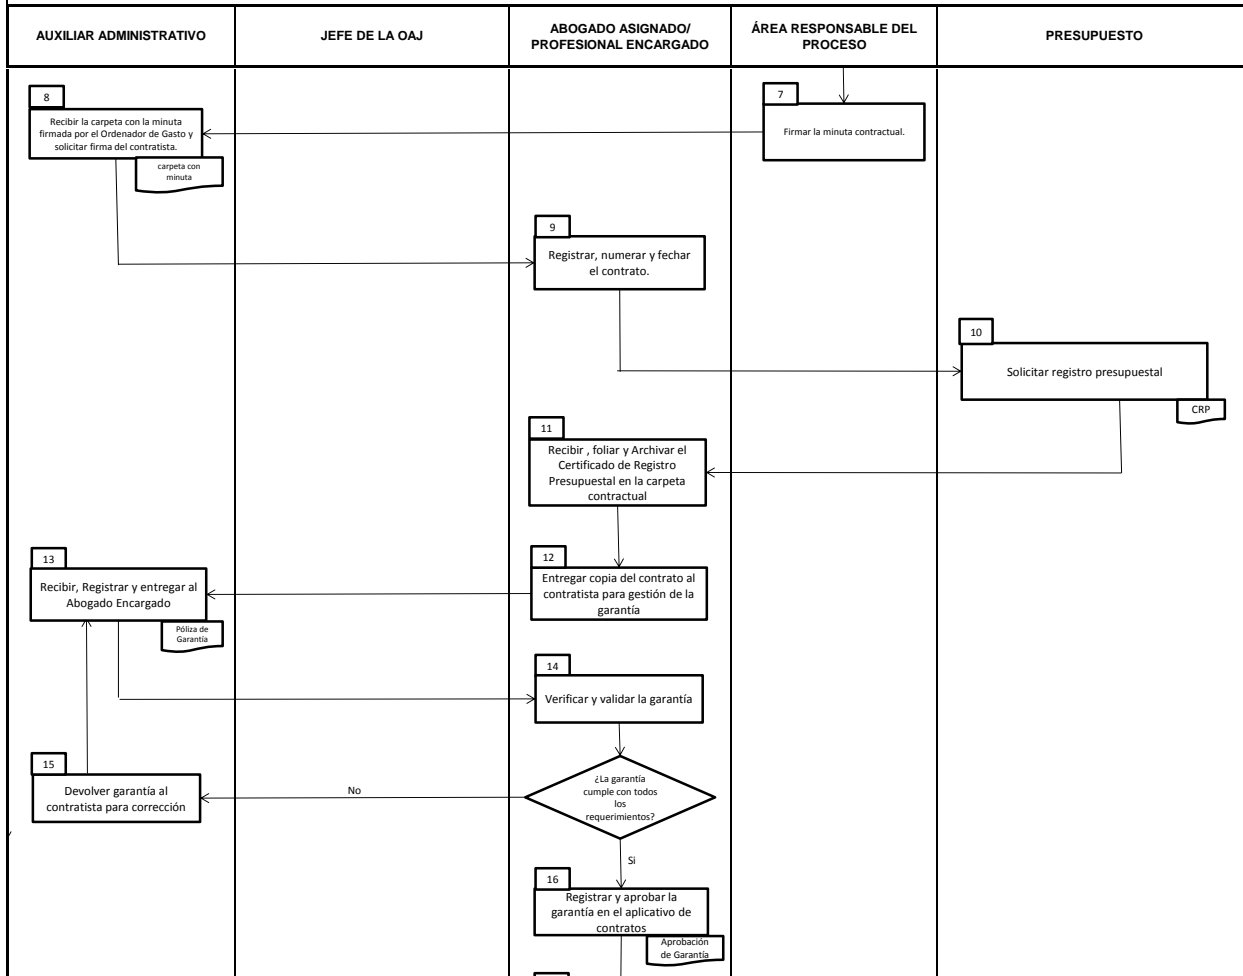 AUXILIAR ADMINISTRATIVO
JEFE DE LA OAJ
ABOGADO ASIGNADO/
PROFESIONAL ENCARGADO
ÁREA RESPONSABLE DEL
PROCESO
PRESUPUESTO
8
Recibir la carpeta con la minuta
firmada por el Ordenador de Gasto y
solicitar firma del contratista.
carpeta con
minuta
7
Firmar la minuta contractual.
9
Registrar, numerar y fechar
el contrato.
10
Solicitar registro presupuestal
CRP
11
Recibir , foliar y Archivar el
Certificado de Registro
Presupuestal en la carpeta
contractual
12
Entregar copia del contrato al
contratista para gestión de la
garantía
13
Recibir, Registrar y entregar al
Abogado Encargado
Póliza de
Garantía
14
Verificar y validar la garantía
15
Devolver garantía al
contratista para corrección
No
¿La garantía
cumple con todos
los
requerimientos?
Si
16
Registrar y aprobar la
garantía en el aplicativo de
contratos
Aprobación
de Garantía